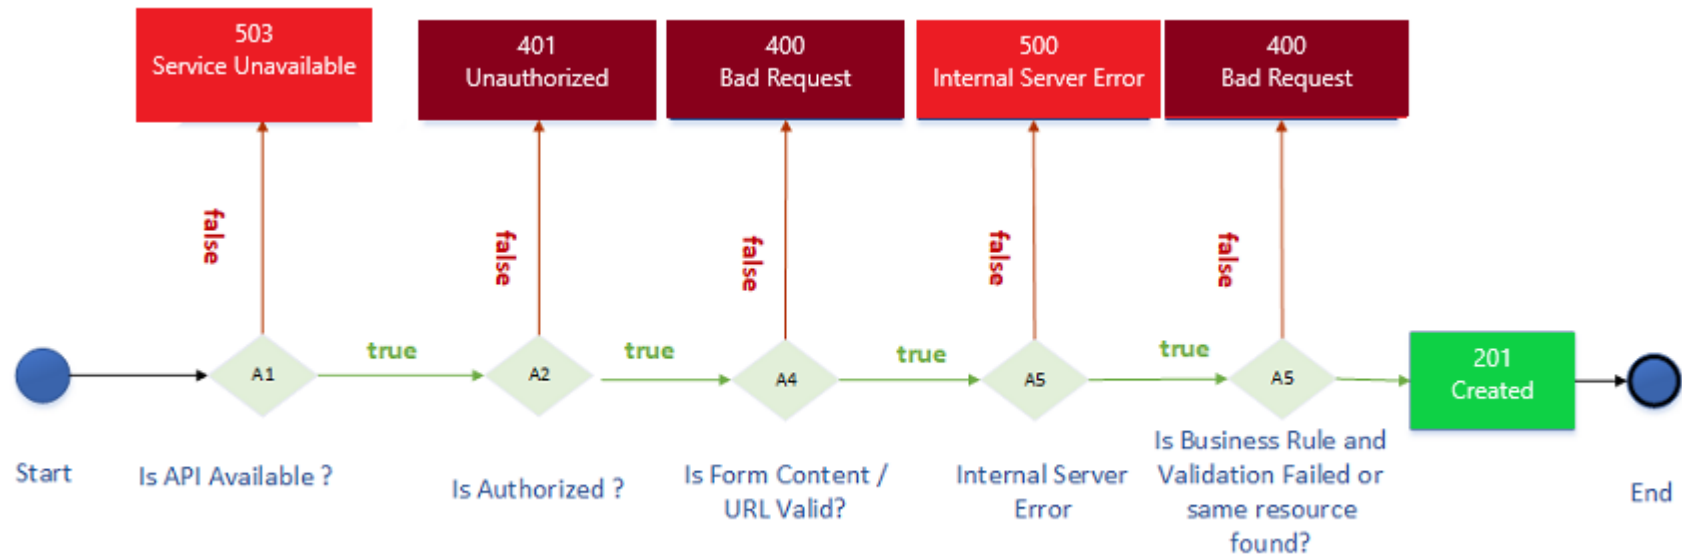 503
Service Unavailable
401
Unauthorized
400
Bad Request
500
Internal Server Error
400
Bad Request
false
false
false
false
false
true
true
true
true
A1
A2
A4
A5
A5
201
Created
Start
Is API Available ?
Is Authorized ?
Is Form Content /
URL Valid?
Internal Server
Error
Is Business Rule and
Validation Failed or
same resource
found?
End